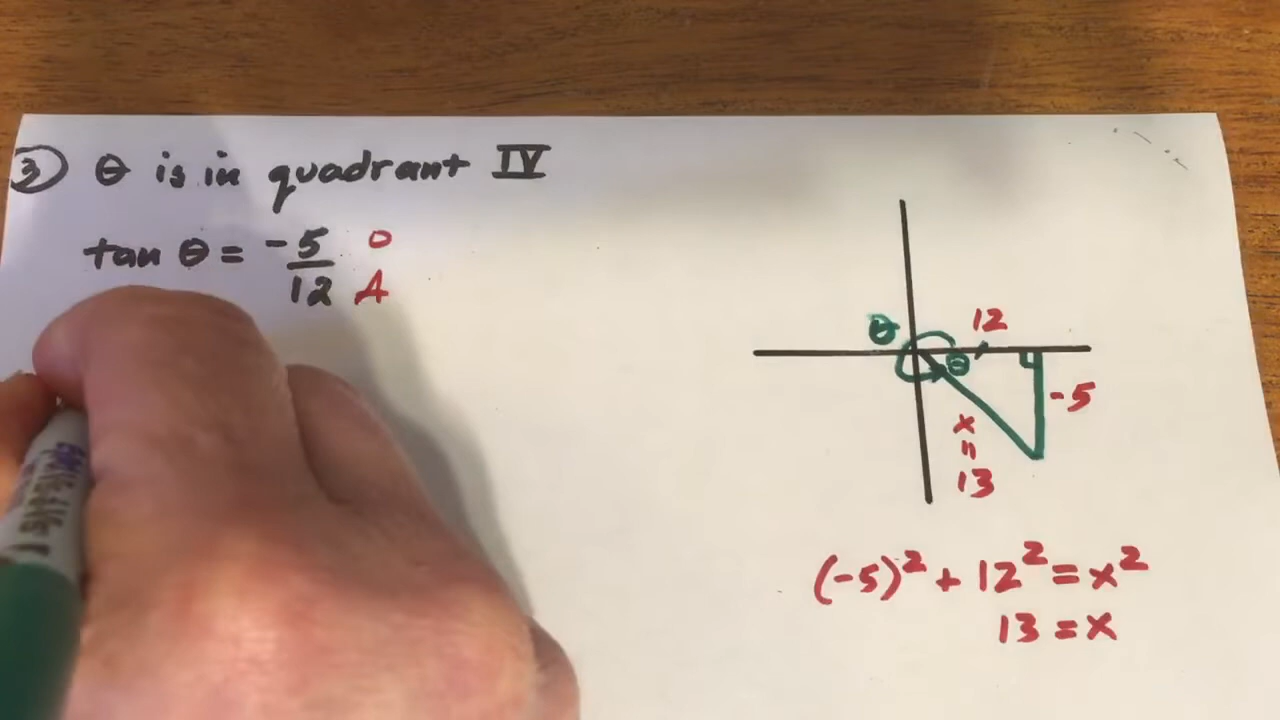 3 θ is in quadrant IV
tan θ = -5/12
O
A
θ
12
θ
-5
x
=
13
(-5)² + 12² = x²
13 = x